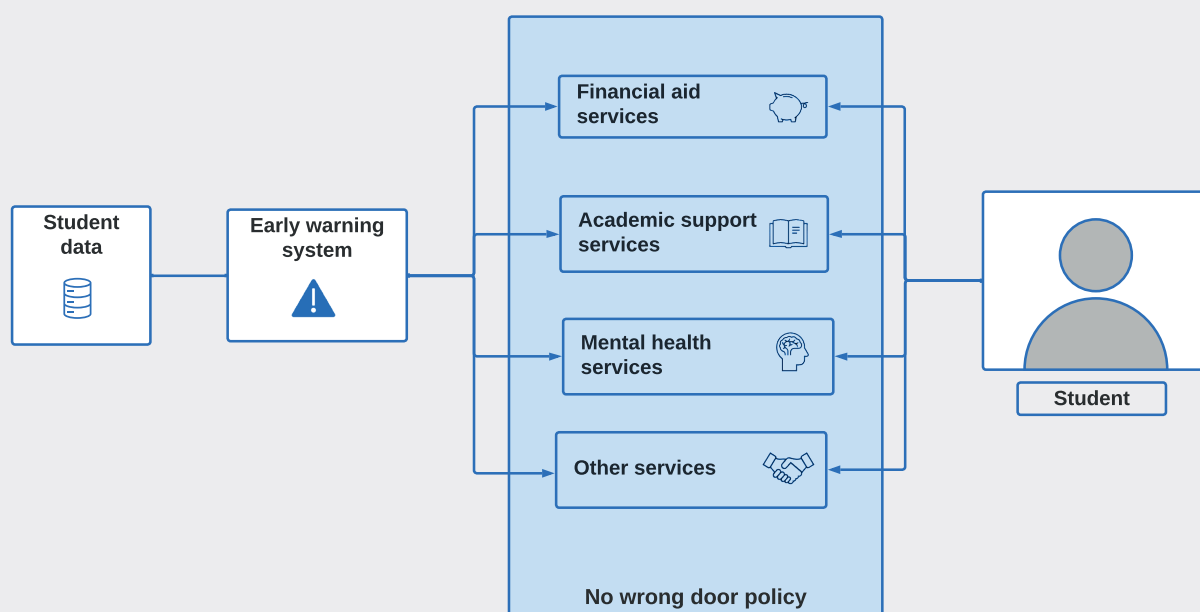 Student
data
Early warning
system
Financial aid
services
Academic support
services
Mental health
services
Other services
No wrong door policy
Student